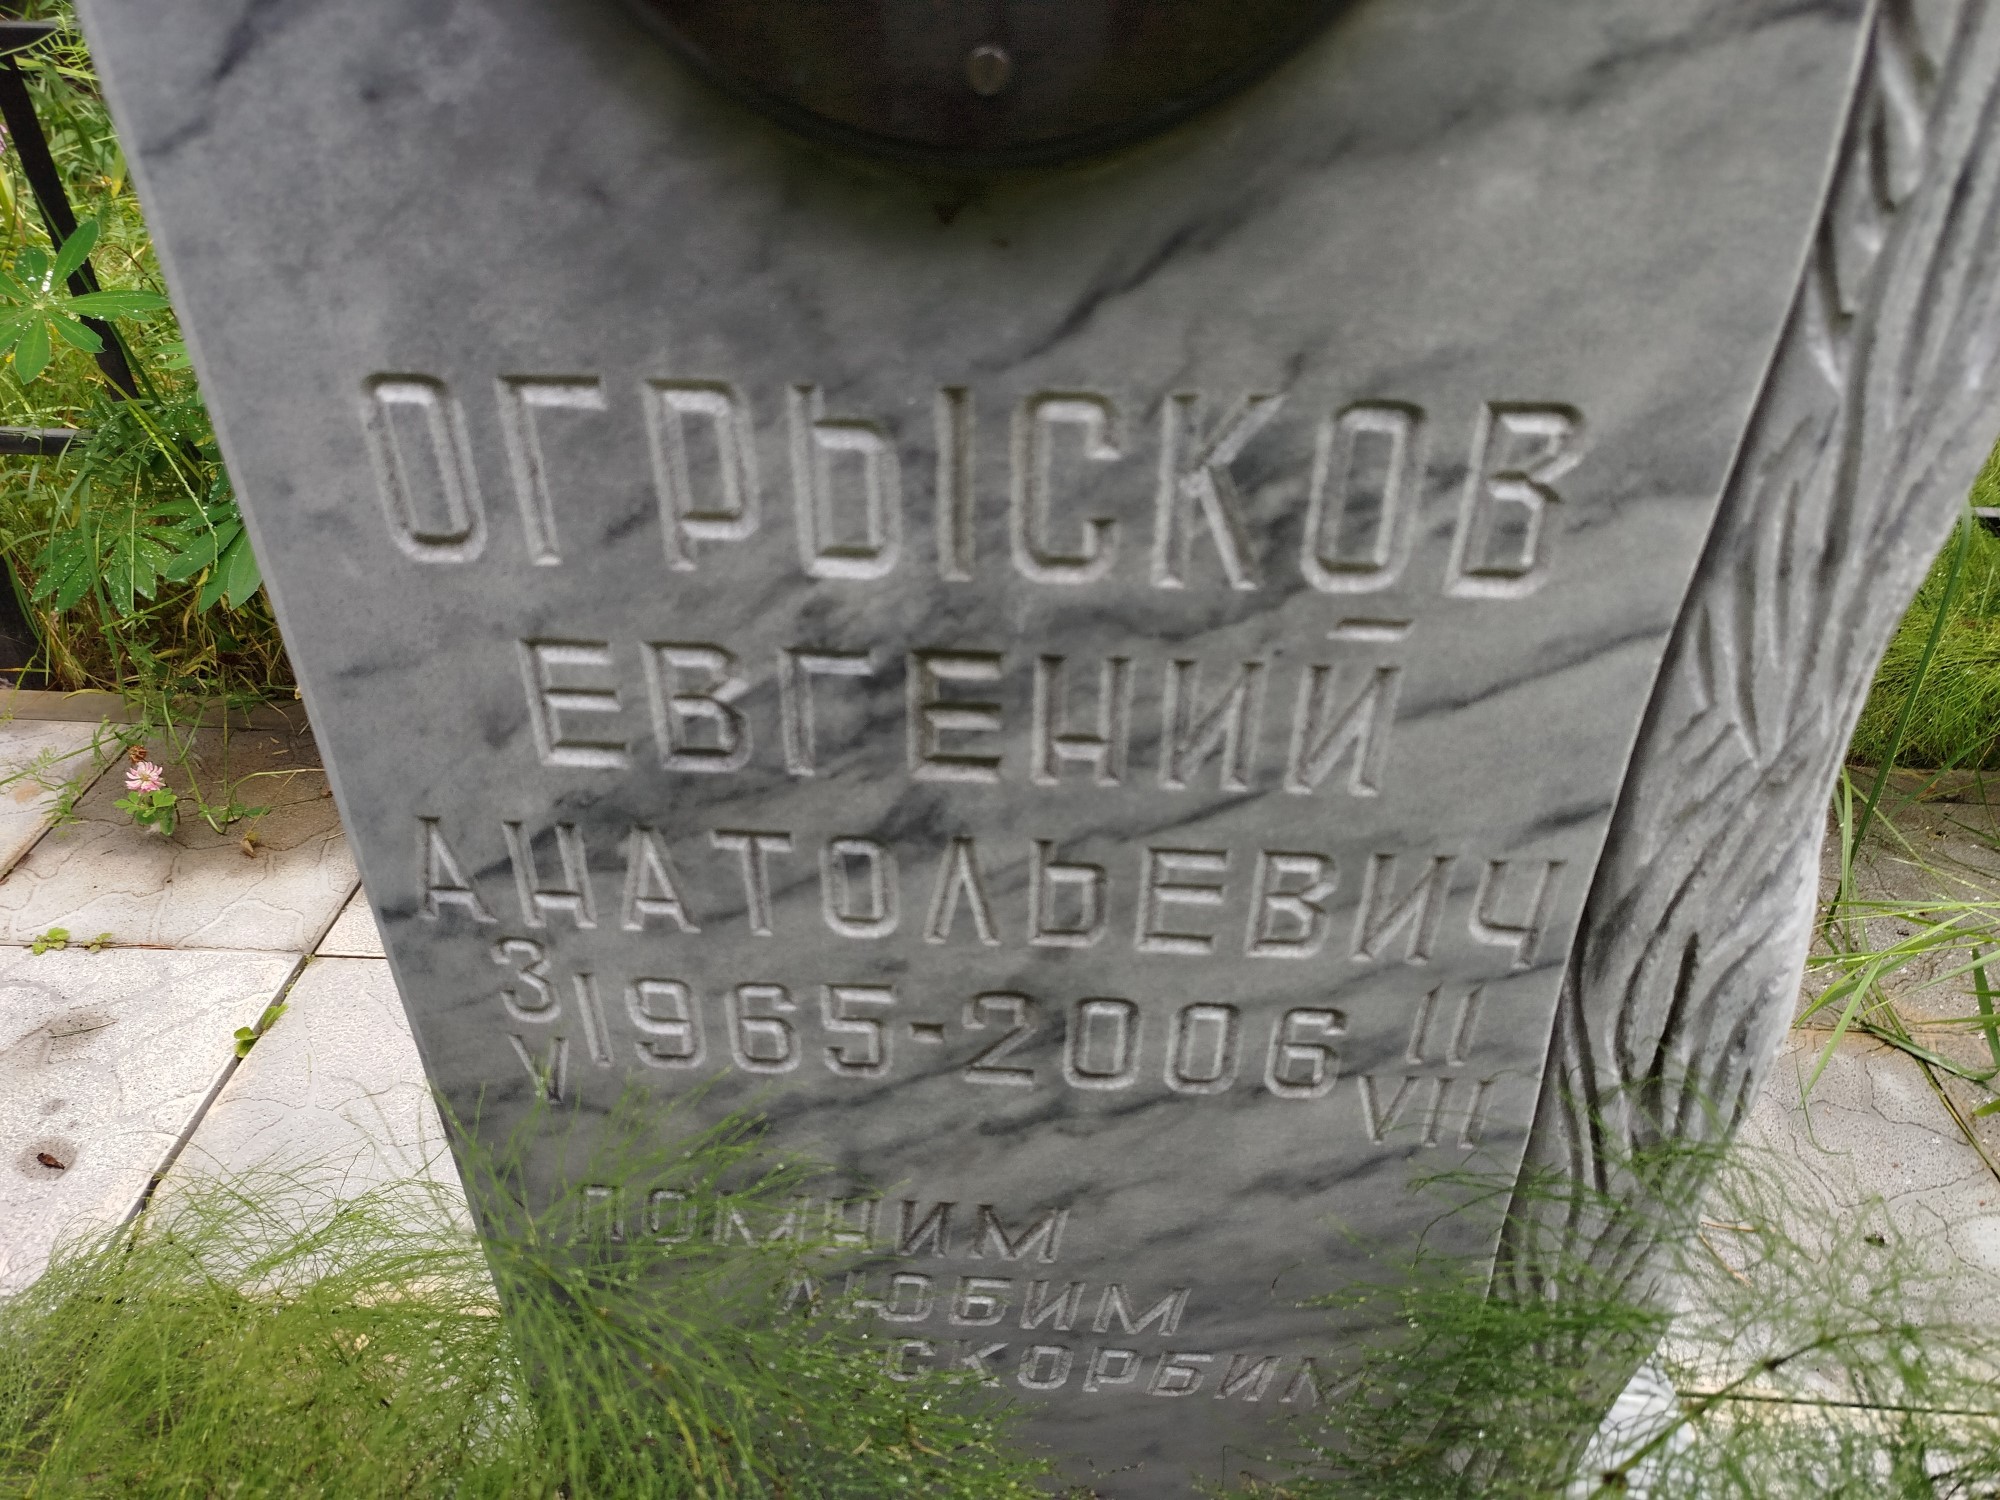 ОГРЫСКОВ
ЕВГЕНИЙ
АНАТОЛЬЕВИЧ
3 1965-2006 11
V VII
ПОМНИМ
ЛЮБИМ
СКОРБИМ